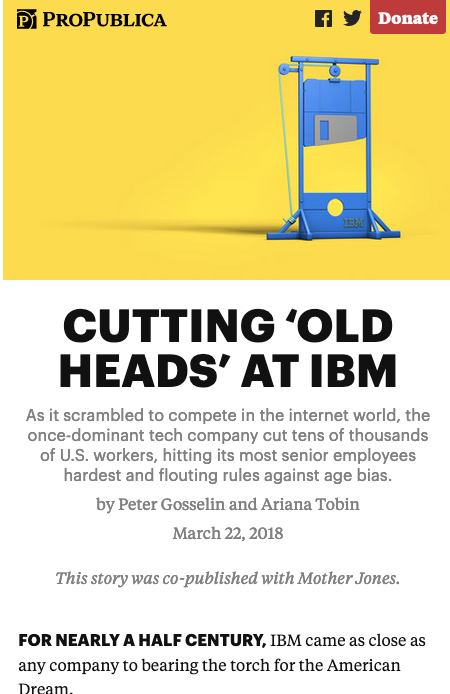 PROPUBLICA
Donate
IBM
CUTTING ‘OLD
HEADS’ AT IBM
As it scrambled to compete in the internet world, the
once-dominant tech company cut tens of thousands
of U.S. workers, hitting its most senior employees
hardest and flouting rules against age bias.
by Peter Gosselin and Ariana Tobin
March 22, 2018
This story was co-published with Mother Jones.
FOR NEARLY A HALF CENTURY, IBM came as close as
any company to bearing the torch for the American
Dream.